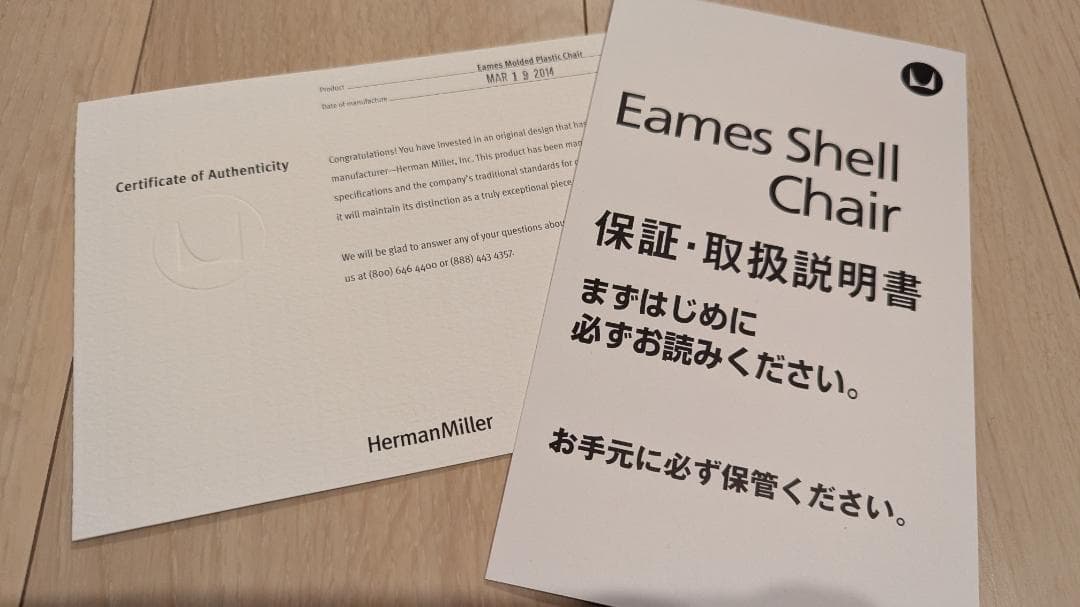 Product Eames Molded Plastic Chair
Date of manufacture MAR 19 2014
Certificate of Authenticity
Congratulations! You have invested in an original design that has
manufacturer—Herman Miller, Inc. This product has been
specifications and the company's traditional standards for
it will maintain its distinction as a truly exceptional piece
We will be glad to answer any of your questions
us at (800) 646 4400 or (888) 443 4357.
HermanMiller
Eames Shell
Chair
保証・取扱説明書
まずはじめに
必ずお読みください。
お手元に必ず保管ください。